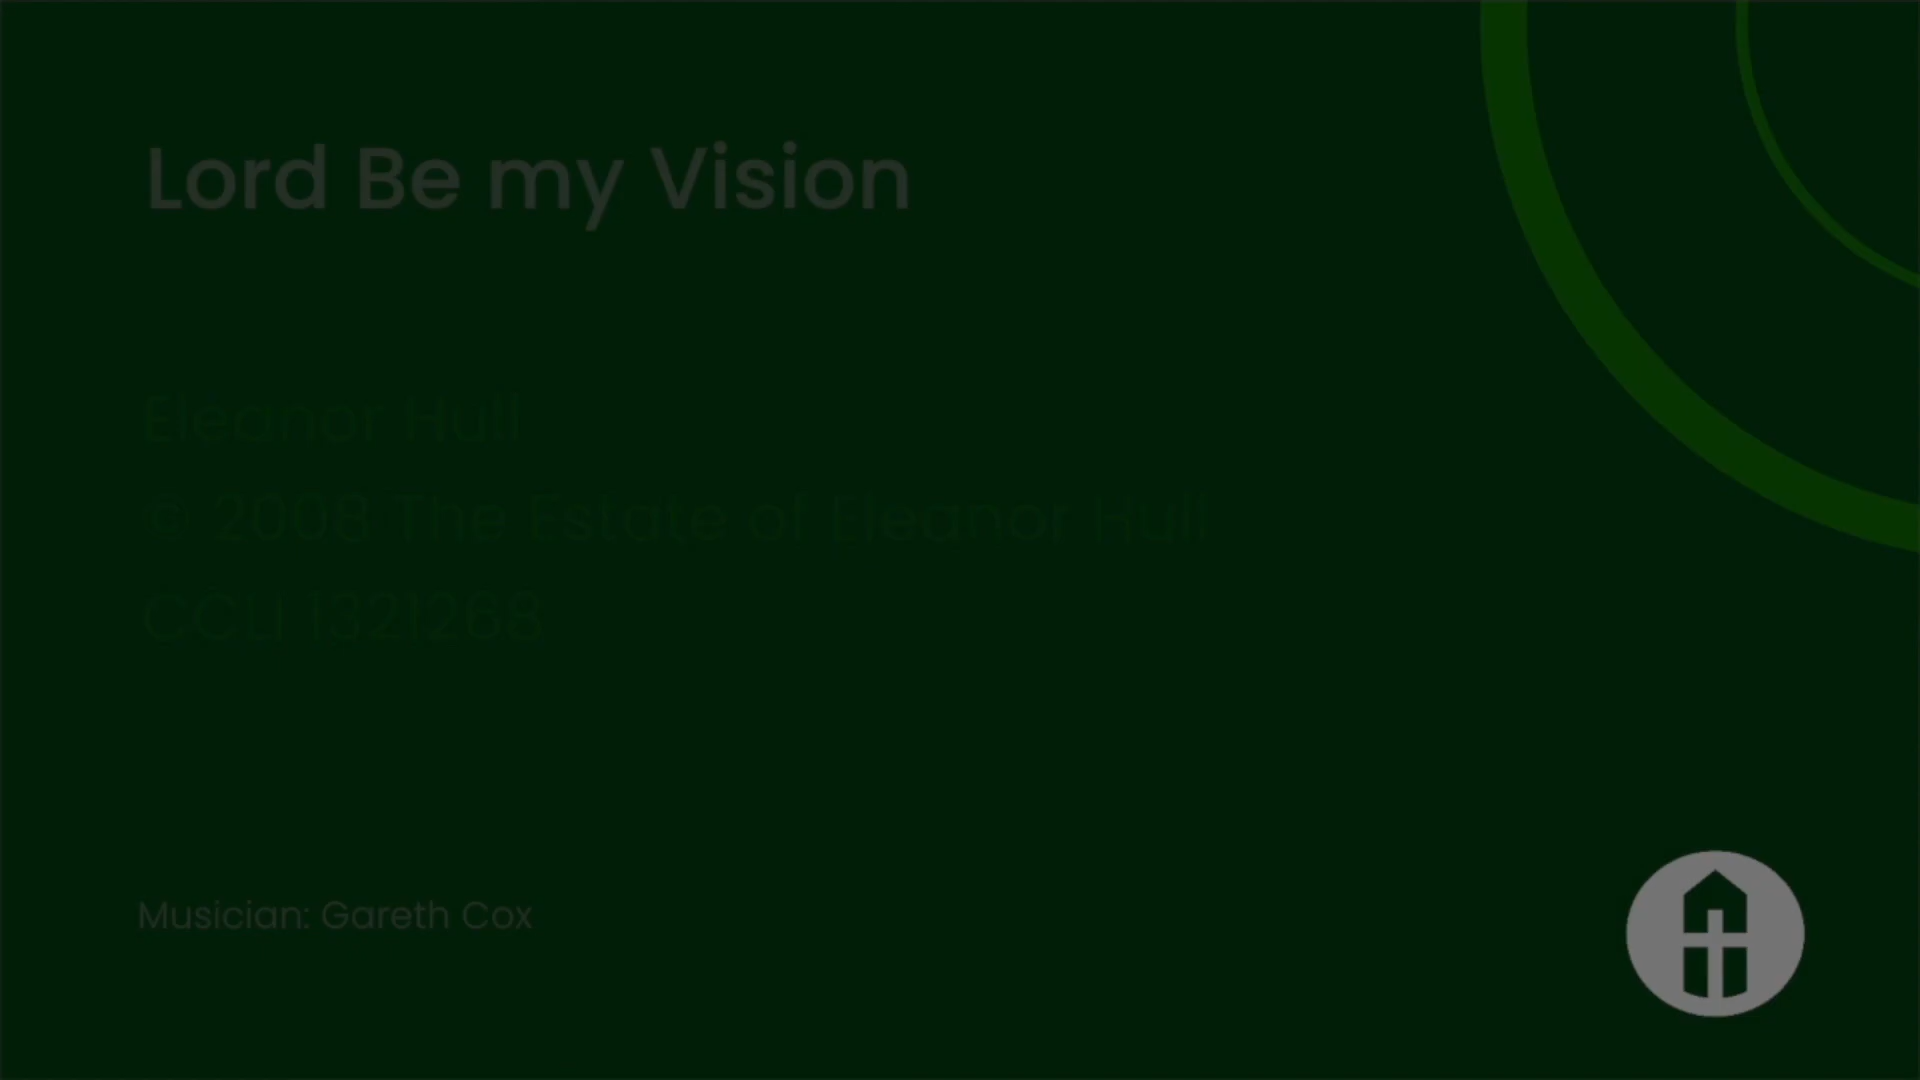 Lord Be my Vision
Eleanor Hull
© 2008 The Estate of Eleanor Hull
CCLI 1321268
Musician: Gareth Cox